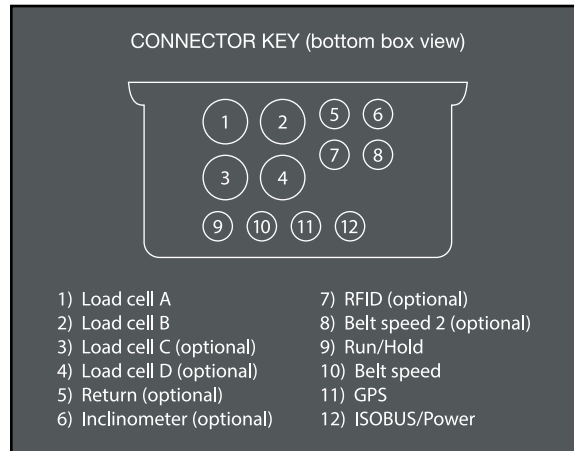 CONNECTOR KEY (bottom box view)
1 2 5 6
7 8
3 4
9 10 11 12
1) Load cell A
2) Load cell B
3) Load cell C (optional)
4) Load cell D (optional)
5) Return (optional)
6) Inclinometer (optional)
7) RFID (optional)
8) Belt speed 2 (optional)
9) Run/Hold
10) Belt speed
11) GPS
12) ISOBUS/Power